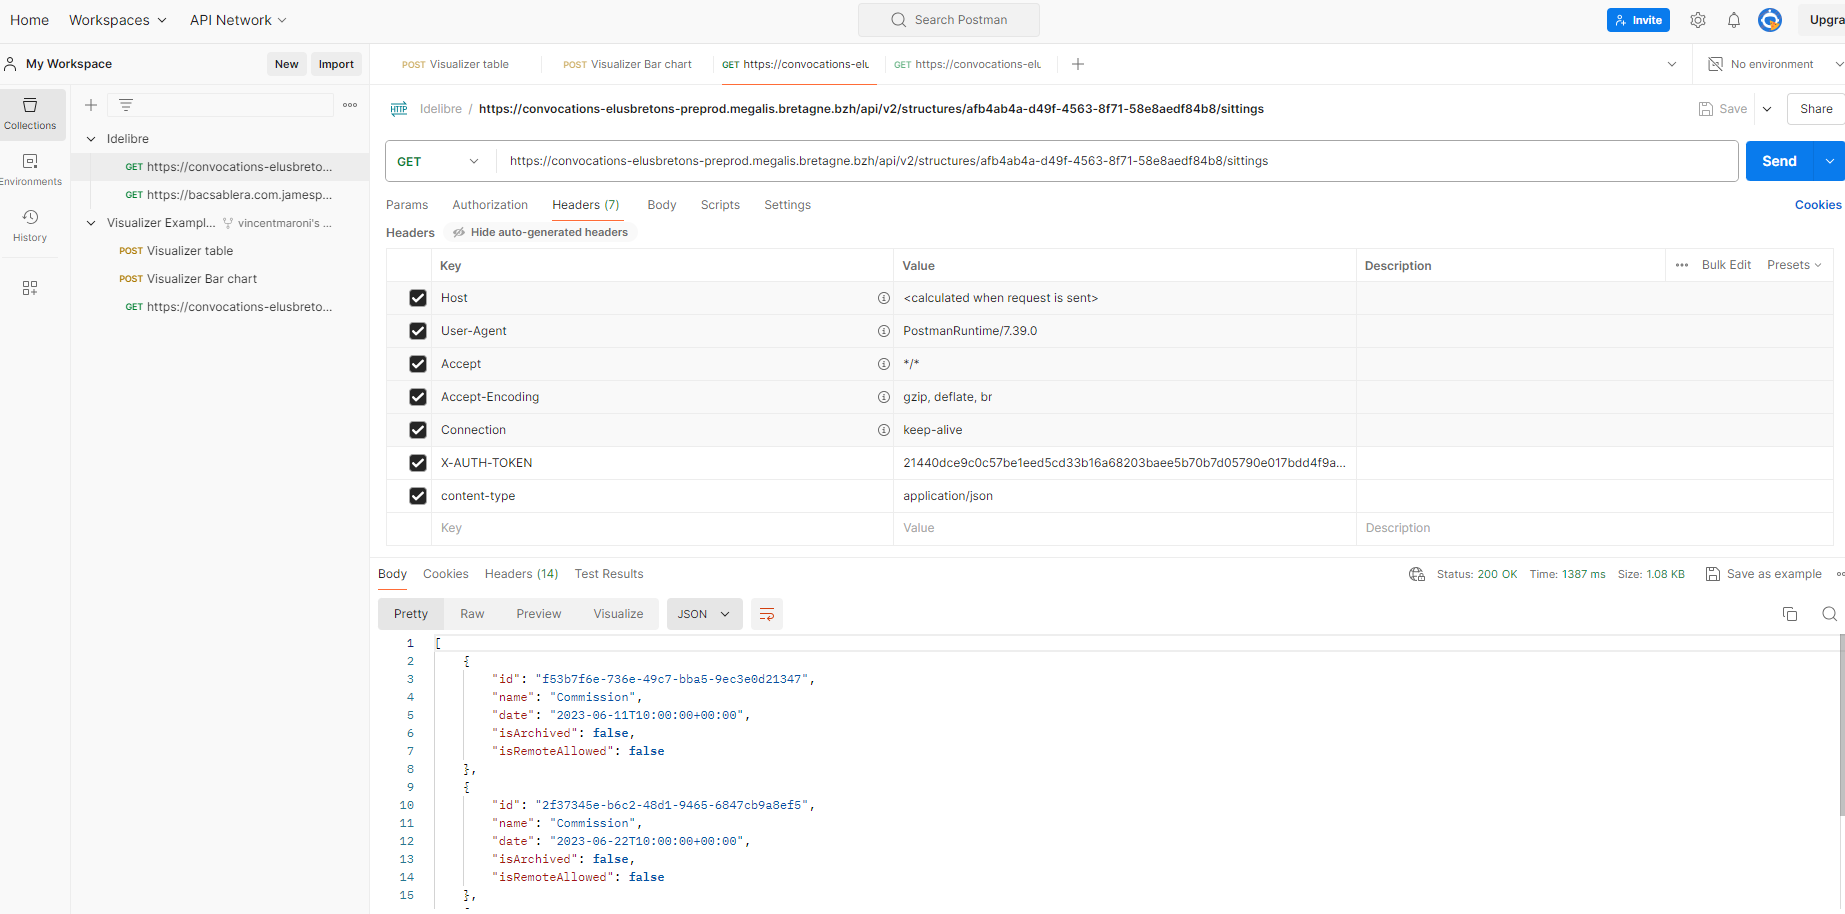 Home Workspaces API Network Search Postman Invite Upgra
My Workspace New Import POST Visualizer table POST Visualizer Bar chart GET https://convocations-elu GET https://convocations-elu No environment
Collections
Idelibre / https://convocations-elusbretons-preprod.megalis.bretagne.bzh/api/v2/structures/afb4ab4a-d49f-4563-8f71-58e8aedf84b8/sittings Save Share
Idelibre
GET https://convocations-elusbreto...
GET https://bacsablera.com.jamesp...
Visualizer Exampl... vincentmaroni's ...
POST Visualizer table
POST Visualizer Bar chart
GET https://convocations-elusbreto...
Environments
History
GET https://convocations-elusbretons-preprod.megalis.bretagne.bzh/api/v2/structures/afb4ab4a-d49f-4563-8f71-58e8aedf84b8/sittings Send
Params Authorization Headers (7) Body Scripts Settings Cookies
Headers Hide auto-generated headers
Key Value Description ••• Bulk Edit Presets
Host <calculated when request is sent>
User-Agent PostmanRuntime/7.39.0
Accept */*
Accept-Encoding gzip, deflate, br
Connection keep-alive
X-AUTH-TOKEN 21440dce9c0c57be1eed5cd33b16a68203baee5b70b7d05790e017bdd4f9a...
content-type application/json
Key Value Description
Body Cookies Headers (14) Test Results Status: 200 OK Time: 1387 ms Size: 1.08 KB Save as example
Pretty Raw Preview Visualize JSON
1 [
2 {
3 "id": "f53b7f6e-736e-49c7-bba5-9ec3e0d21347",
4 "name": "Commission",
5 "date": "2023-06-11T10:00:00+00:00",
6 "isArchived": false,
7 "isRemoteAllowed": false
8 },
9 {
10 "id": "2f37345e-b6c2-48d1-9465-6847cb9a8ef5",
11 "name": "Commission",
12 "date": "2023-06-22T10:00:00+00:00",
13 "isArchived": false,
14 "isRemoteAllowed": false
15 },